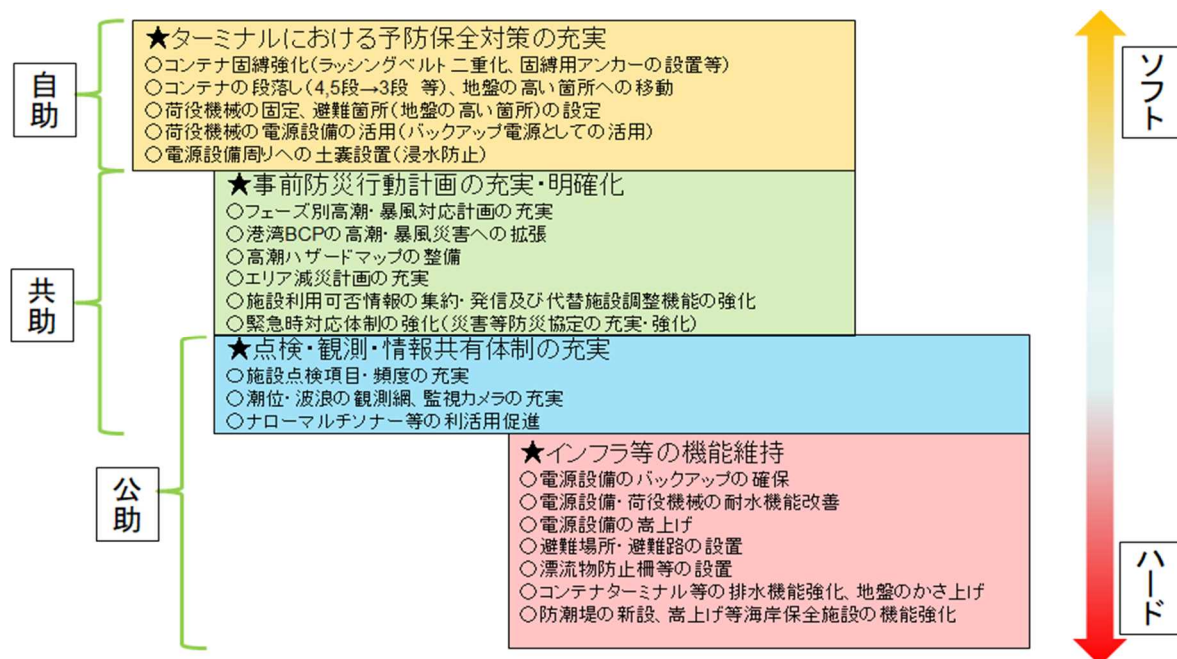 自助
★ターミナルにおける予防保全対策の充実
○コンテナ固縛強化(ラッシングベルト二重化、固縛用アンカーの設置等)
○コンテナの段落し(4,5段→3段 等)、地盤の高い箇所への移動
○荷役機械の固定、避難箇所(地盤の高い箇所)の設定
○荷役機械の電源設備の活用(バックアップ電源としての活用)
○電源設備周りへの土嚢設置(浸水防止)
共助
★事前防災行動計画の充実・明確化
○フェーズ別高潮・暴風対応計画の充実
○港湾BCPの高潮・暴風災害への拡張
○高潮ハザードマップの整備
○エリア減災計画の充実
○施設利用可否情報の集約・発信及び代替施設調整機能の強化
○緊急時対応体制の強化(災害等防災協定の充実・強化)
★点検・観測・情報共有体制の充実
○施設点検項目・頻度の充実
○潮位・波浪の観測網、監視カメラの充実
○ナローマルチソナー等の利活用促進
公助
★インフラ等の機能維持
○電源設備のバックアップの確保
○電源設備・荷役機械の耐水機能改善
○電源設備の嵩上げ
○避難場所・避難路の設置
○漂流物防止柵等の設置
○コンテナターミナル等の排水機能強化、地盤のかさ上げ
○防潮堤の新設、嵩上げ等海岸保全施設の機能強化
ソフト
ハード